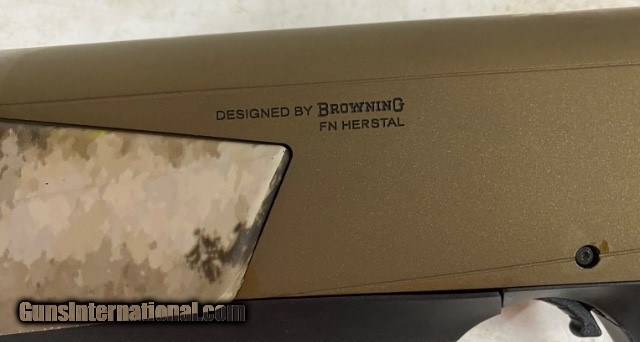 DESIGNED BY BROWNING
FN HERSTAL
GunsInternational.com